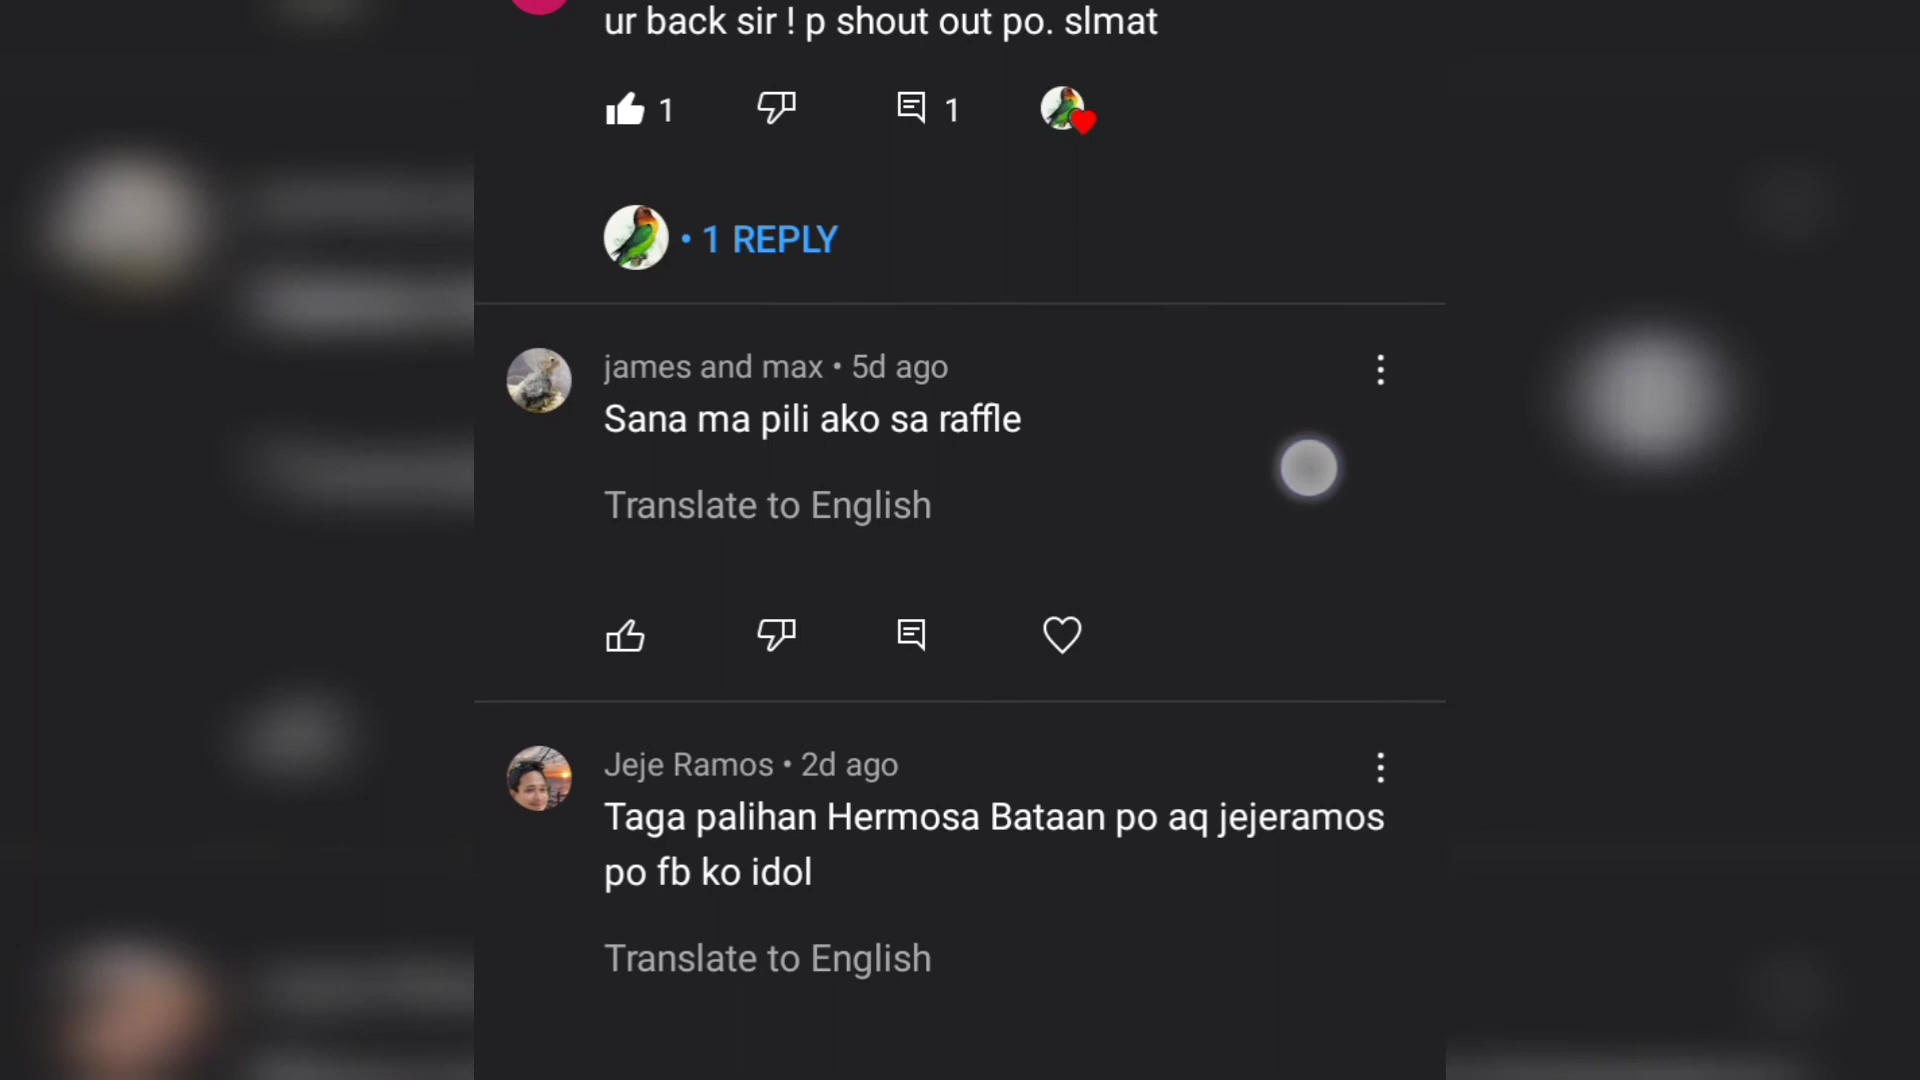 ur back sir ! p shout out po. slmat
1
1
• 1 REPLY
james and max • 5d ago
Sana ma pili ako sa raffle
Translate to English
Jeje Ramos • 2d ago
Taga palihan Hermosa Bataan po aq jejeramos
po fb ko idol
Translate to English